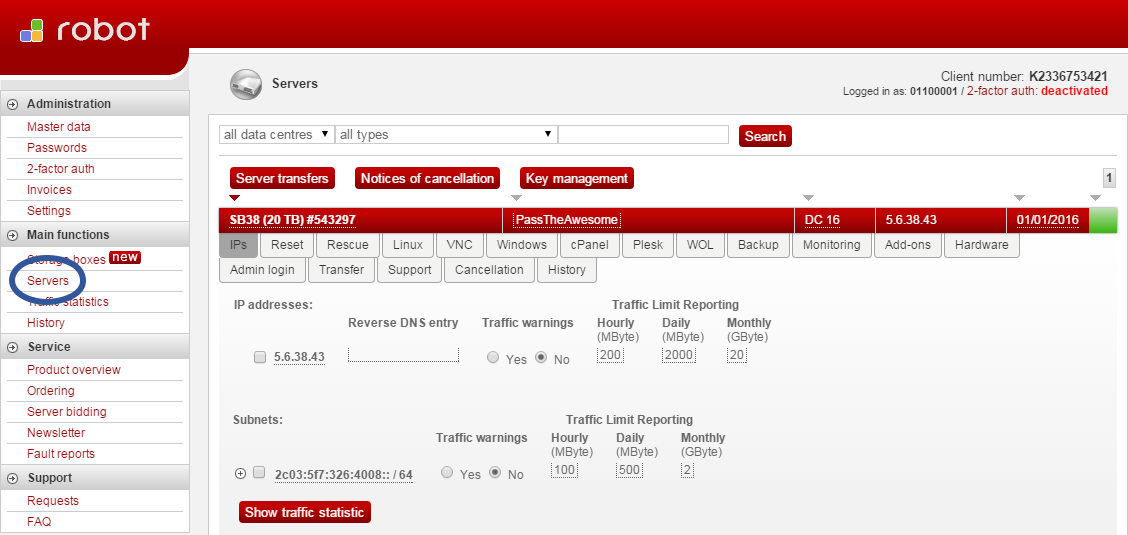 robot
Servers
Client number: K2336753421
Logged in as: 01100001 / 2-factor auth: deactivated
Administration
Master data
Passwords
2-factor auth
Invoices
Settings
Main functions
Storage boxes new
Servers
Traffic statistics
History
Service
Product overview
Ordering
Server bidding
Newsletter
Fault reports
Support
Requests
FAQ
all data centres all types Search
Server transfers Notices of cancellation Key management 1
SB38 (20 TB) #543297 PassTheAwesome DC 16 5.6.38.43 01/01/2016
IPs Reset Rescue Linux VNC Windows cPanel Plesk WOL Backup Monitoring Add-ons Hardware
Admin login Transfer Support Cancellation History
IP addresses: Traffic Limit Reporting
Reverse DNS entry Traffic warnings Hourly Daily Monthly
(MByte) (MByte) (GByte)
5.6.38.43 Yes No 200 2000 20
Subnets: Traffic Limit Reporting
Traffic warnings Hourly Daily Monthly
(MByte) (MByte) (GByte)
2c03:5f7:326:4008:: / 64 Yes No 100 500 2
Show traffic statistic